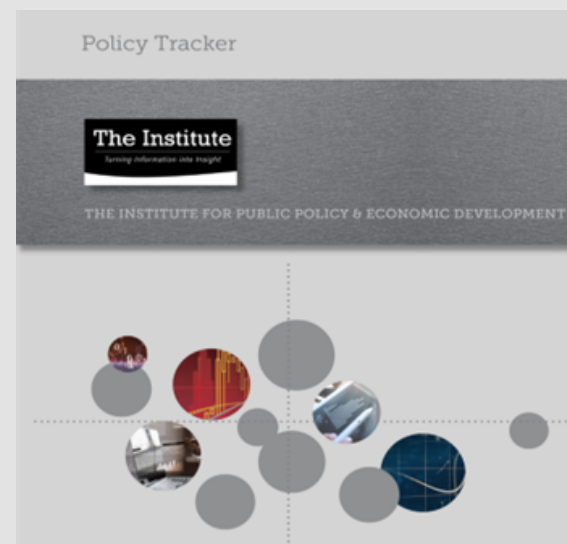 Policy Tracker
The Institute
Turning Information into Insight
THE INSTITUTE FOR PUBLIC POLICY & ECONOMIC DEVELOPMENT